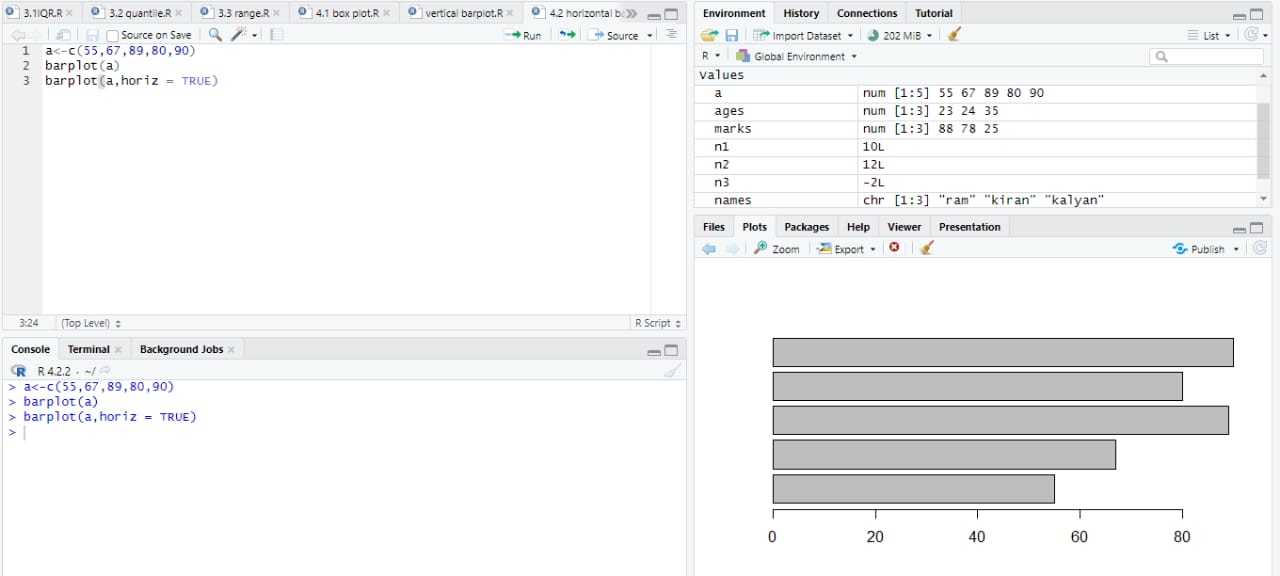 3.1IQR.R 3.2 quantile.R 3.3 range.R 4.1 box plot.R vertical barplot.R 4.2 horizontal ba
Source on Save Run Source
1 a<-c(55,67,89,80,90)
2 barplot(a)
3 barplot(a,horiz = TRUE)
3:24 (Top Level) R Script
Console Terminal Background Jobs
R R 4.2.2 · ~/
> a<-c(55,67,89,80,90)
> barplot(a)
> barplot(a,horiz = TRUE)
>
Environment History Connections Tutorial
Import Dataset 202 MiB List
R Global Environment
Values
a num [1:5] 55 67 89 80 90
ages num [1:3] 23 24 35
marks num [1:3] 88 78 25
n1 10L
n2 12L
n3 -2L
names chr [1:3] "ram" "kiran" "kalyan"
Files Plots Packages Help Viewer Presentation
Zoom Export Publish
0 20 40 60 80